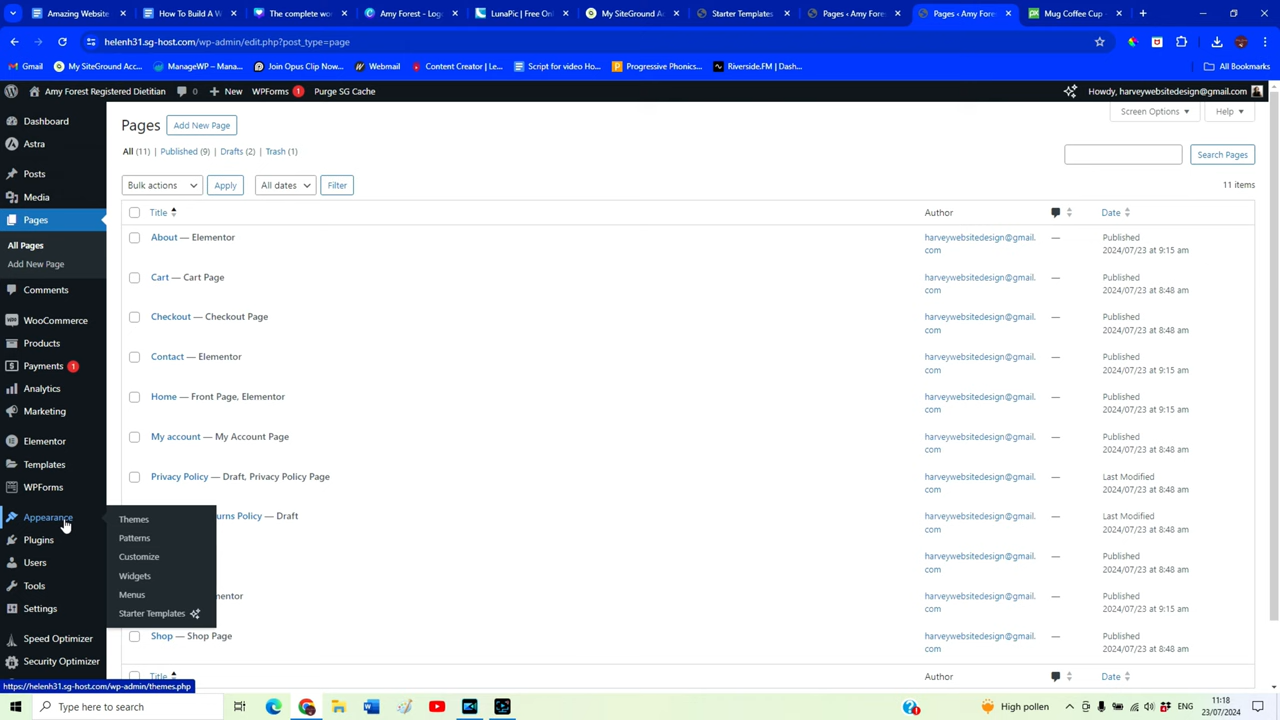 Amazing Website
How To Build A W
The complete wo
Amy Forest - Log
LunaPic | Free Onl
My SiteGround Ac
Starter Templates
Pages ‹ Amy Fores
Pages ‹ Amy Fore
Mug Coffee Cup
helenh31.sg-host.com/wp-admin/edit.php?post_type=page
Gmail
My SiteGround Acc...
ManageWP – Mana...
Join Opus Clip Now...
Webmail
Content Creator | Le...
Script for video Ho...
Progressive Phonics...
Riverside.FM | Dash...
All Bookmarks
Amy Forest Registered Dietitian
0
New
WPForms 1
Purge SG Cache
Howdy, harveywebsitedesign@gmail.com
Dashboard
Astra
Posts
Media
Pages
All Pages
Add New Page
Comments
WooCommerce
Products
Payments 1
Analytics
Marketing
Elementor
Templates
WPForms
Appearance
Plugins
Users
Tools
Settings
Speed Optimizer
Security Optimizer
Themes
Patterns
Customize
Widgets
Menus
Starter Templates
Pages Add New Page
Screen Options ▼ Help ▼
All (11) | Published (9) | Drafts (2) | Trash (1)
Search Pages
Bulk actions Apply All dates Filter
11 items
Title Author Date
About — Elementor harveywebsitedesign@gmail. — Published
com 2024/07/23 at 9:15 am
Cart — Cart Page harveywebsitedesign@gmail. — Published
com 2024/07/23 at 8:48 am
Checkout — Checkout Page harveywebsitedesign@gmail. — Published
com 2024/07/23 at 8:48 am
Contact — Elementor harveywebsitedesign@gmail. — Published
com 2024/07/23 at 9:15 am
Home — Front Page, Elementor harveywebsitedesign@gmail. — Published
com 2024/07/23 at 9:15 am
My account — My Account Page harveywebsitedesign@gmail. — Published
com 2024/07/23 at 8:48 am
Privacy Policy — Draft, Privacy Policy Page harveywebsitedesign@gmail. — Last Modified
com 2024/07/23 at 8:48 am
urns Policy — Draft harveywebsitedesign@gmail. — Last Modified
com 2024/07/23 at 8:48 am
harveywebsitedesign@gmail. — Published
com 2024/07/23 at 9:15 am
mentor harveywebsitedesign@gmail. — Published
com 2024/07/23 at 9:15 am
Shop — Shop Page harveywebsitedesign@gmail. — Published
com 2024/07/23 at 8:48 am
Title Author Date
https://helenh31.sg-host.com/wp-admin/themes.php
Type here to search
High pollen
ENG
11:18
23/07/2024